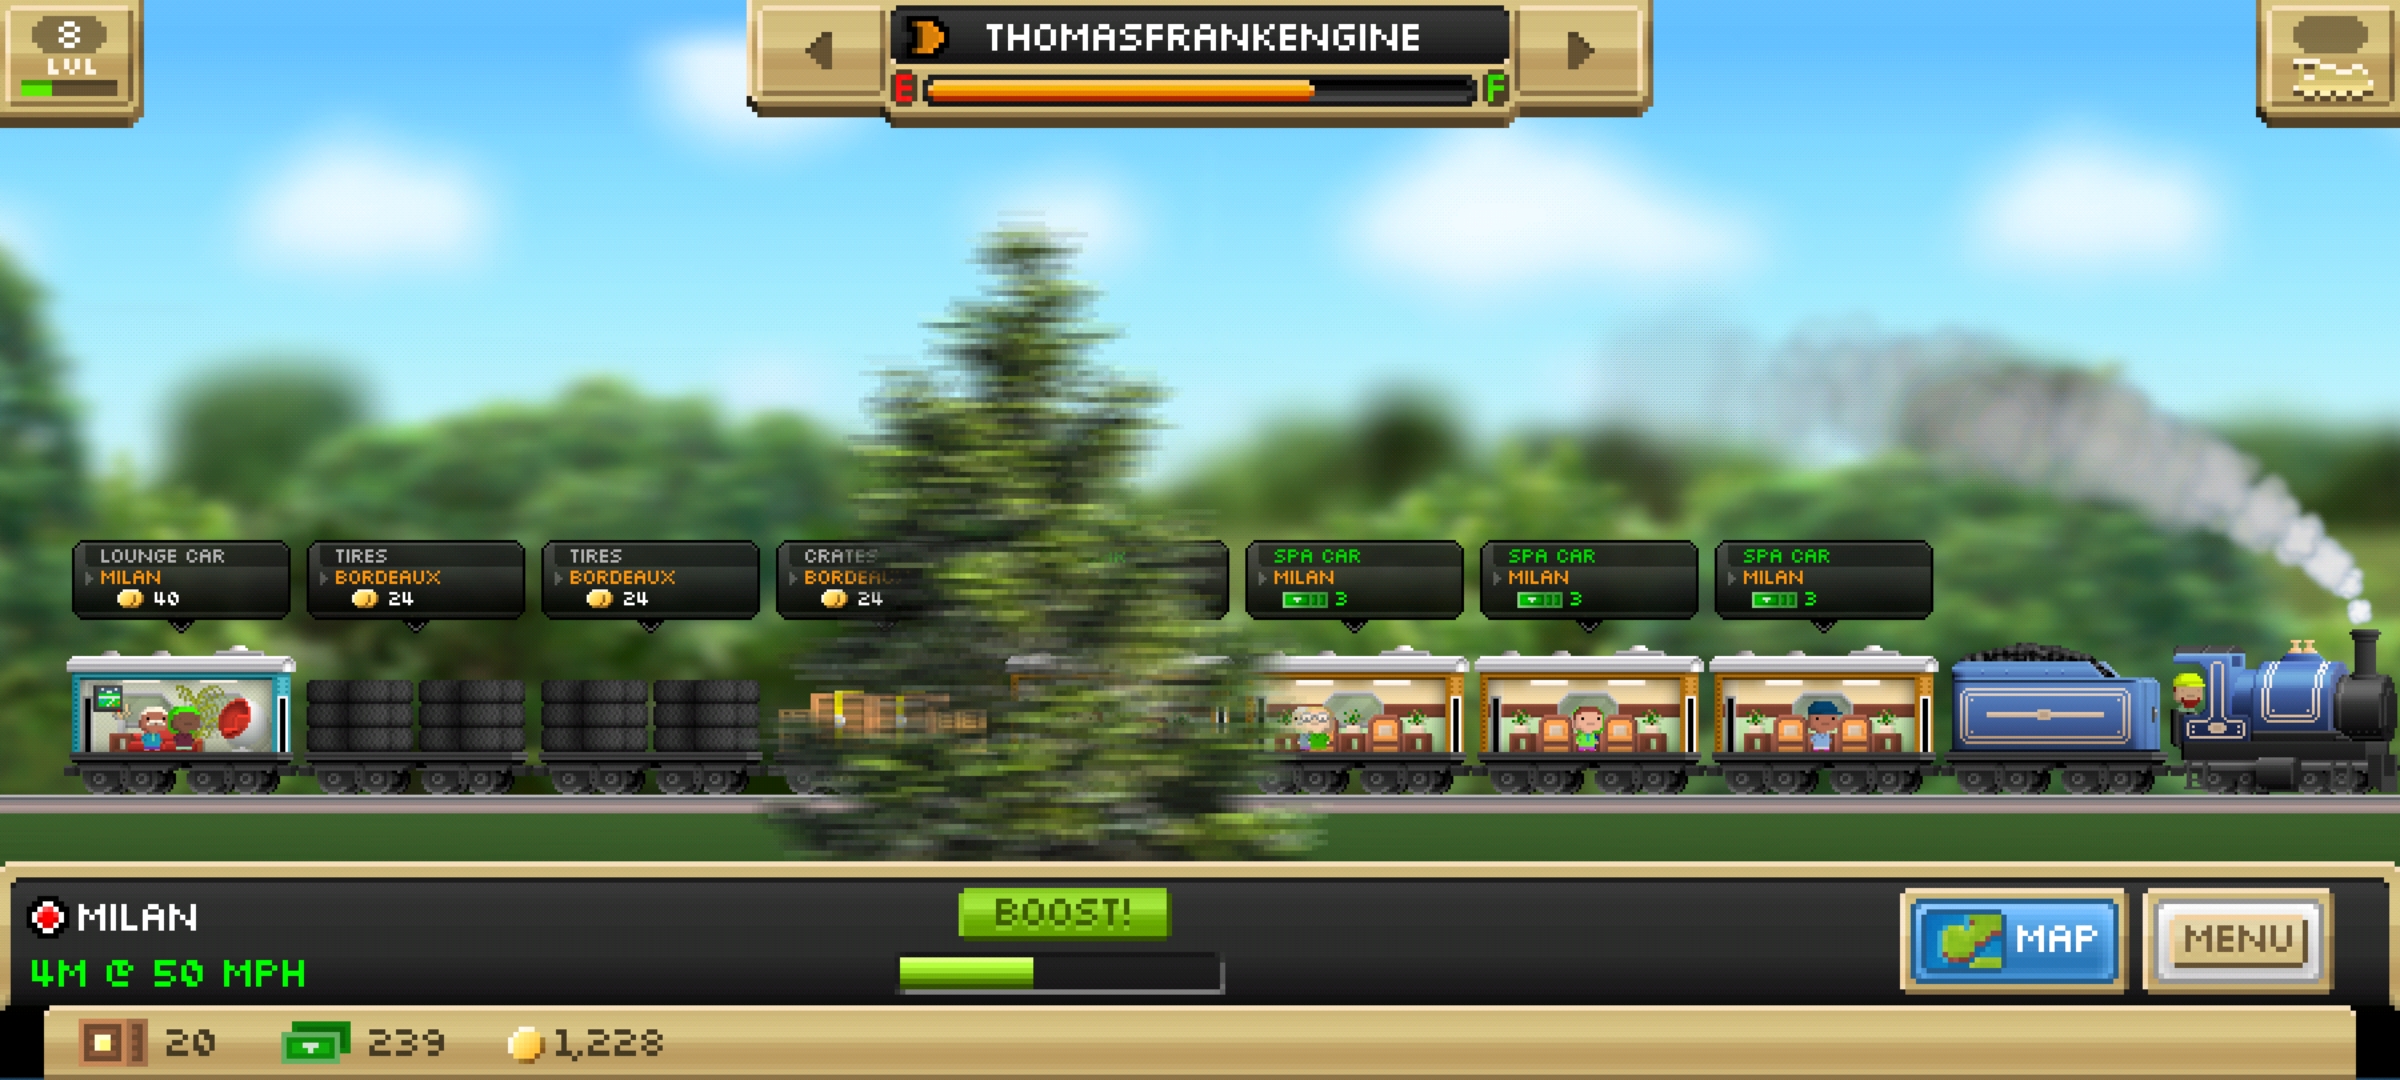 8
LVL
THOMASFRANKENGINE
E
F
LOUNGE CAR
MILAN
40
TIRES
BORDEAUX
24
TIRES
BORDEAUX
24
CRATES
24
SPA CAR
MILAN
3
SPA CAR
MILAN
3
SPA CAR
MILAN
3
MILAN
4M @ 50 MPH
BOOST!
MAP
MENU
20
239
1,228